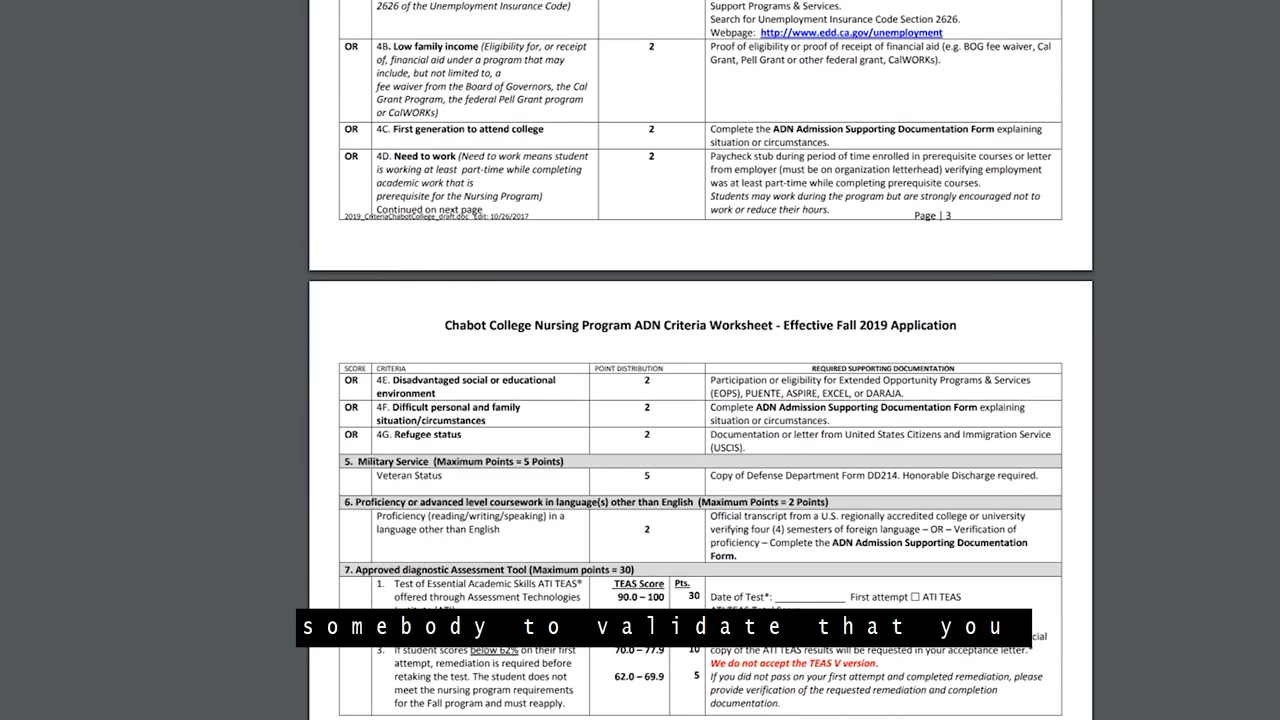 2626 of the Unemployment Insurance Code)
Support Programs & Services.
Search for Unemployment Insurance Code Section 2626.
Webpage: http://www.edd.ca.gov/unemployment
OR
4B. Low family income (Eligibility for, or receipt
of, financial aid under a program that may
include, but not limited to, a
fee waiver from the Board of Governors, the Cal
Grant Program, the federal Pell Grant program
or CalWORKs)
2
Proof of eligibility or proof of receipt of financial aid (e.g. BOG fee waiver, Cal
Grant, Pell Grant or other federal grant, CalWORKs).
OR
4C. First generation to attend college
2
Complete the ADN Admission Supporting Documentation Form explaining
situation or circumstances.
OR
4D. Need to work (Need to work means student
is working at least part-time while completing
academic work that is
prerequisite for the Nursing Program)
Continued on next page
2
Paycheck stub during period of time enrolled in prerequisite courses or letter
from employer (must be on organization letterhead) verifying employment
was at least part-time while completing prerequisite courses.
Students may work during the program but are strongly encouraged not to
work or reduce their hours.
2019_CriteriaChabotCollege_draft.doc Edit: 10/26/2017
Page | 3
Chabot College Nursing Program ADN Criteria Worksheet - Effective Fall 2019 Application
SCORE CRITERIA POINT DISTRIBUTION REQUIRED SUPPORTING DOCUMENTATION
OR
4E. Disadvantaged social or educational
environment
2
Participation or eligibility for Extended Opportunity Programs & Services
(EOPS), PUENTE, ASPIRE, EXCEL, or DARAJA.
OR
4F. Difficult personal and family
situation/circumstances
2
Complete ADN Admission Supporting Documentation Form explaining
situation or circumstances.
OR
4G. Refugee status
2
Documentation or letter from United States Citizens and Immigration Service
(USCIS).
5. Military Service (Maximum Points = 5 Points)
Veteran Status
5
Copy of Defense Department Form DD214. Honorable Discharge required.
6. Proficiency or advanced level coursework in language(s) other than English (Maximum Points = 2 Points)
Proficiency (reading/writing/speaking) in a
language other than English
2
Official transcript from a U.S. regionally accredited college or university
verifying four (4) semesters of foreign language – OR – Verification of
proficiency – Complete the ADN Admission Supporting Documentation
Form.
7. Approved diagnostic Assessment Tool (Maximum points = 30)
1. Test of Essential Academic Skills ATI TEAS®
offered through Assessment Technologies
TEAS Score Pts.
90.0 – 100 30
Date of Test*: ______________ First attempt ☐ ATI TEAS
somebody to validate that you
3. If student scores below 62% on their first
attempt, remediation is required before
retaking the test. The student does not
meet the nursing program requirements
for the Fall program and must reapply.
70.0 – 77.9 10
62.0 – 69.9 5
copy of the ATI TEAS results will be requested in your acceptance letter.
We do not accept the TEAS V version.
If you did not pass on your first attempt and completed remediation, please
provide verification of the requested remediation and completion
documentation.